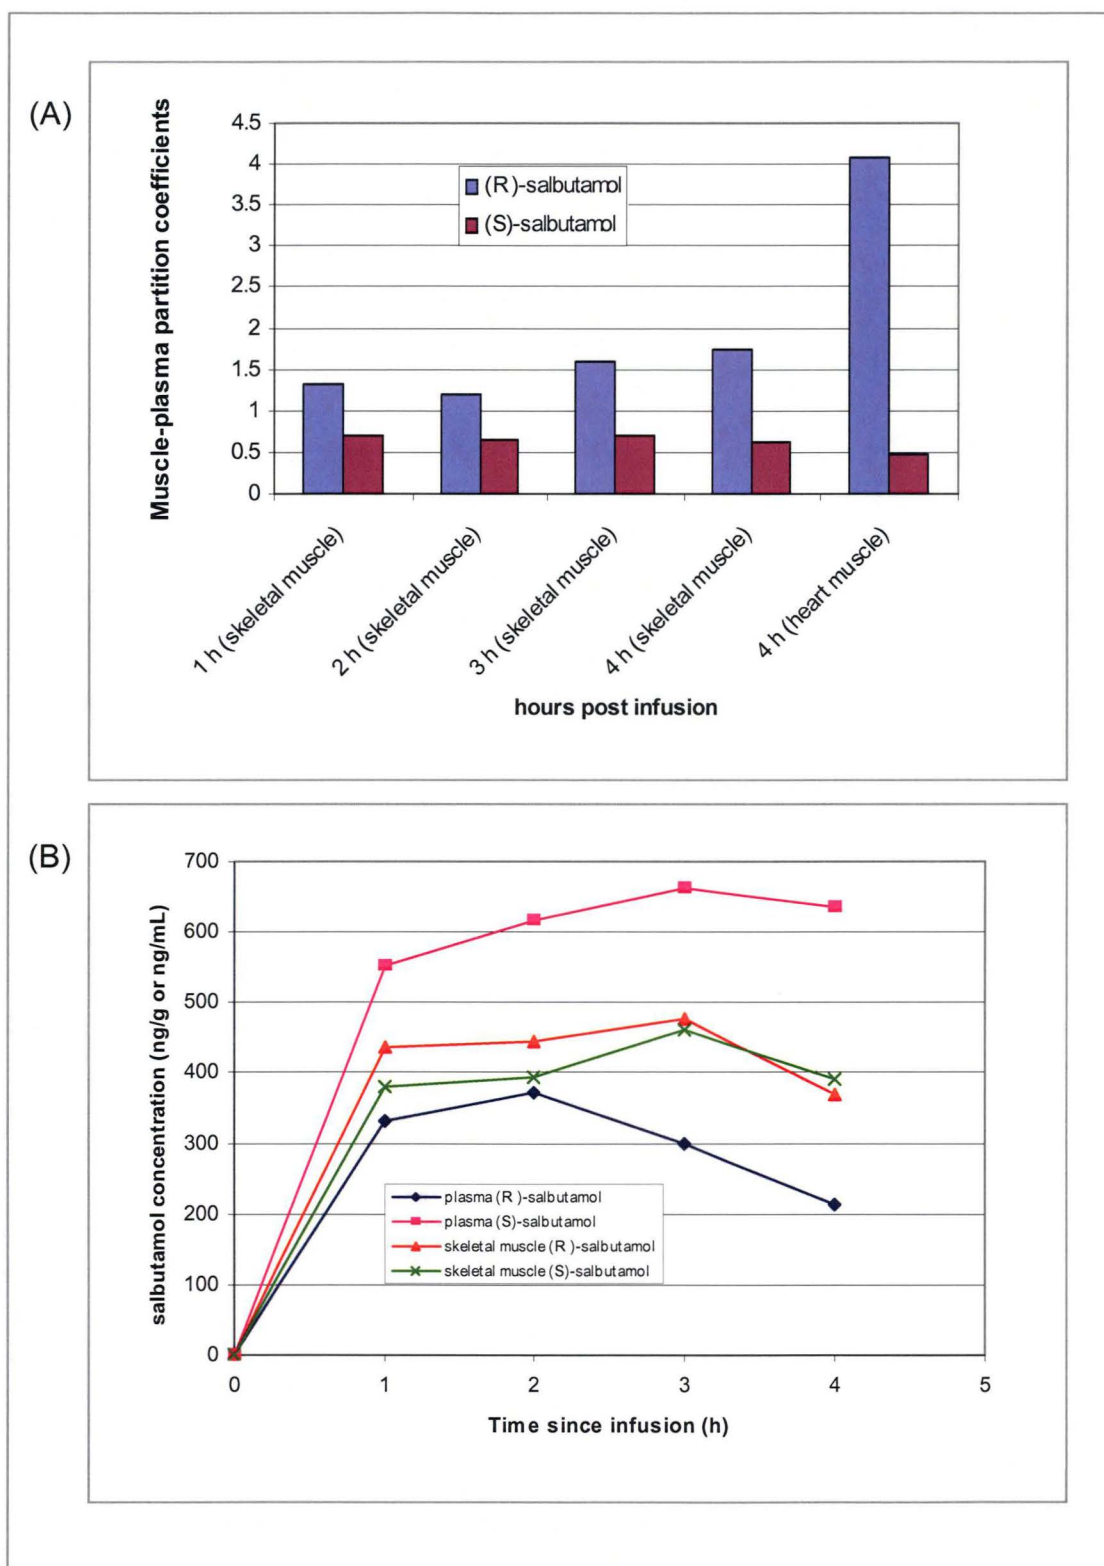 (A)
Muscle-plasma partition coefficients
4.5
4
3.5
3
2.5
2
1.5
1
0.5
0
(R)-salbutamol
(S)-salbutamol
1 h (skeletal muscle)
2 h (skeletal muscle)
3 h (skeletal muscle)
4 h (skeletal muscle)
4 h (heart muscle)
hours post infusion
(B)
salbutamol concentration (ng/g or ng/mL)
700
600
500
400
300
200
100
0
plasma (R)-salbutamol
plasma (S)-salbutamol
skeletal muscle (R)-salbutamol
skeletal muscle (S)-salbutamol
0 1 2 3 4 5
Time since infusion (h)